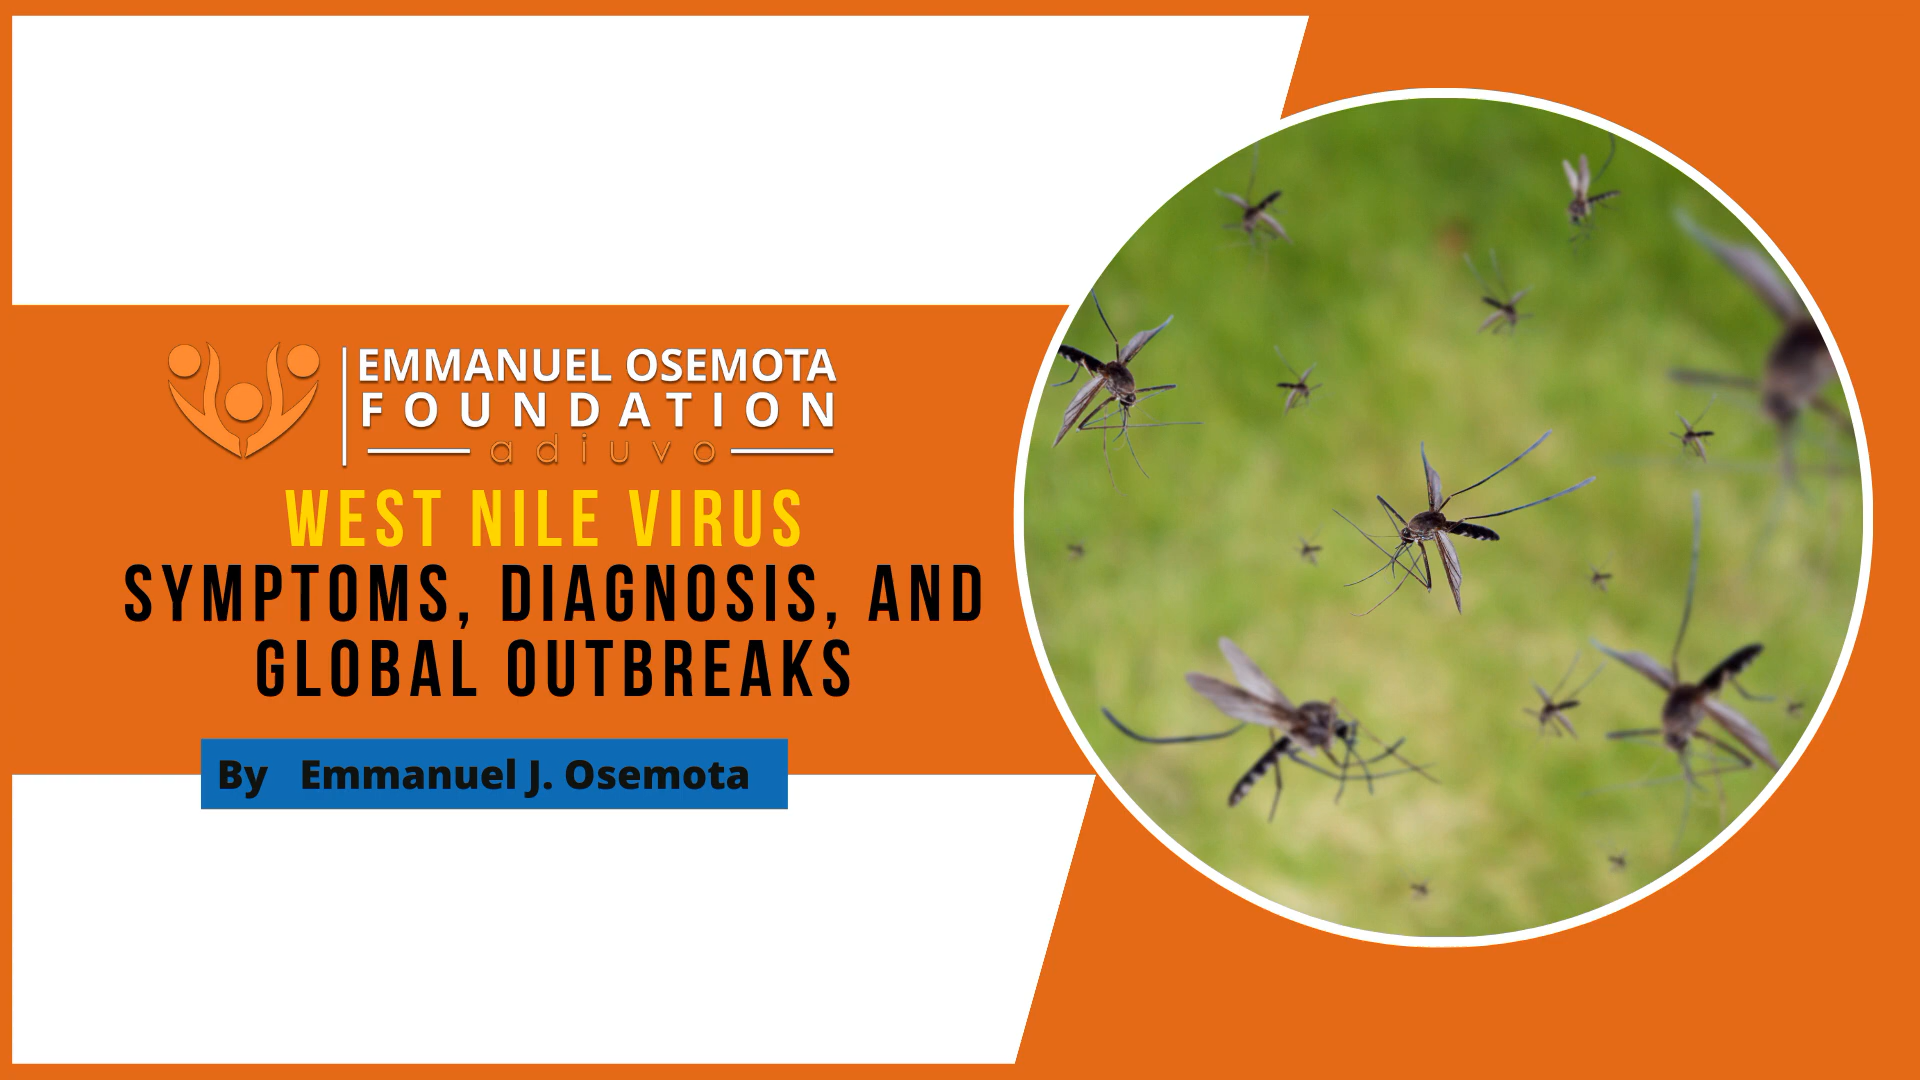 EMMANUEL OSEMOTA
FOUNDATION
adiuvo
WEST NILE VIRUS
SYMPTOMS, DIAGNOSIS, AND
GLOBAL OUTBREAKS
By Emmanuel J. Osemota